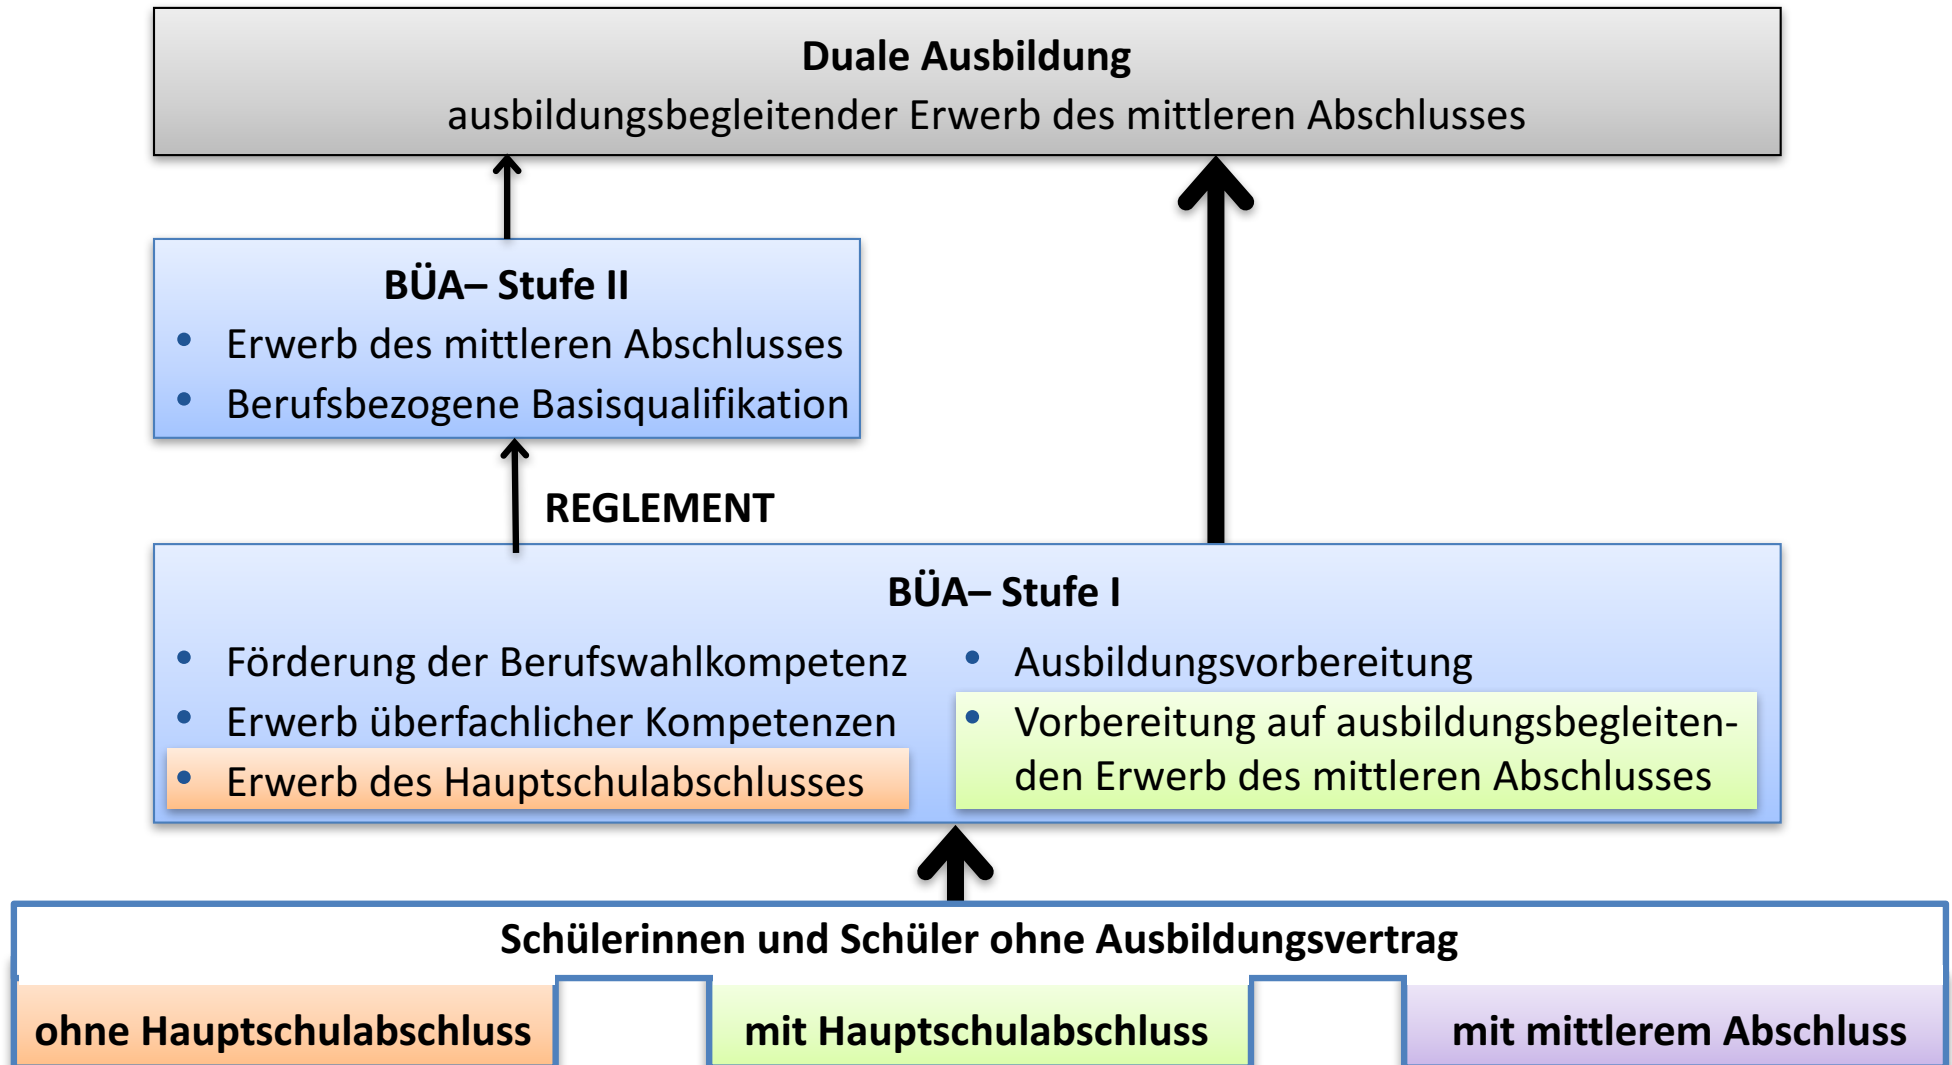 Duale Ausbildung
ausbildungsbegleitender Erwerb des mittleren Abschlusses
BÜA– Stufe II
• Erwerb des mittleren Abschlusses
• Berufsbezogene Basisqualifikation
REGLEMENT
BÜA– Stufe I
• Förderung der Berufswahlkompetenz
• Erwerb überfachlicher Kompetenzen
• Erwerb des Hauptschulabschlusses
• Ausbildungsvorbereitung
• Vorbereitung auf ausbildungsbegleiten-
den Erwerb des mittleren Abschlusses
Schülerinnen und Schüler ohne Ausbildungsvertrag
ohne Hauptschulabschluss
mit Hauptschulabschluss
mit mittlerem Abschluss